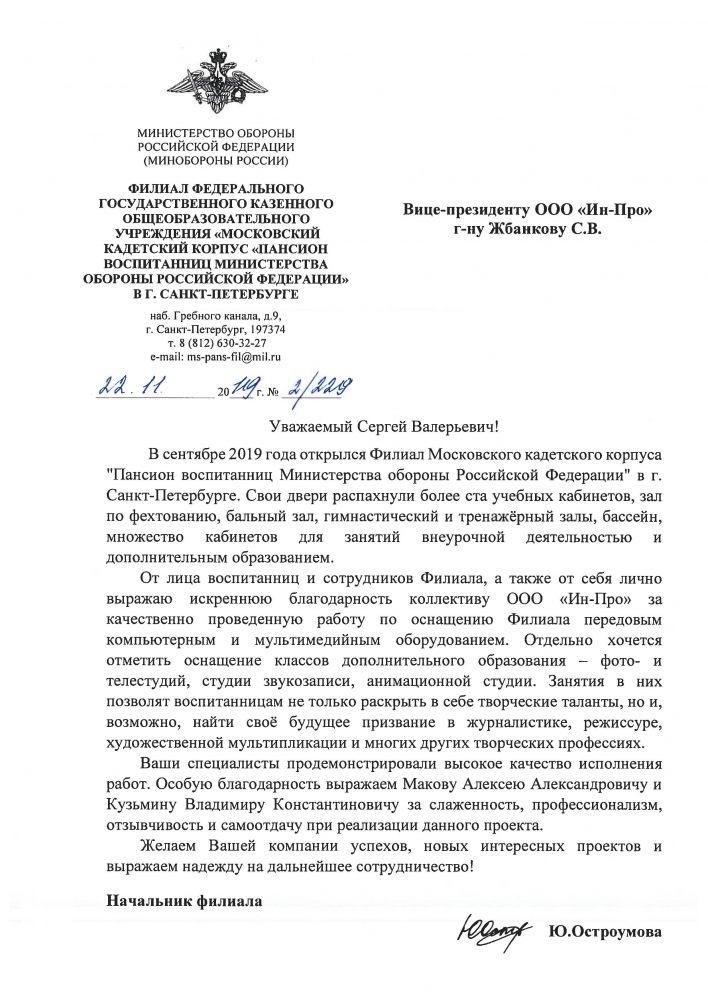 МИНИСТЕРСТВО ОБОРОНЫ
РОССИЙСКОЙ ФЕДЕРАЦИИ
(МИНОБОРОНЫ РОССИИ)
ФИЛИАЛ ФЕДЕРАЛЬНОГО
ГОСУДАРСТВЕННОГО КАЗЕННОГО
ОБЩЕОБРАЗОВАТЕЛЬНОГО
УЧРЕЖДЕНИЯ «МОСКОВСКИЙ
КАДЕТСКИЙ КОРПУС «ПАНСИОН
ВОСПИТАННИЦ МИНИСТЕРСТВА
ОБОРОНЫ РОССИЙСКОЙ ФЕДЕРАЦИИ»
В Г. САНКТ-ПЕТЕРБУРГЕ
наб. Гребного канала, д.9,
г. Санкт-Петербург, 197374
т. 8 (812) 630-32-27
e-mail: ms-pans-fil@mil.ru
22.11. 2019 г. № 2/229
Вице-президенту ООО «Ин-Про»
г-ну Жбанкову С.В.
Уважаемый Сергей Валерьевич!
В сентябре 2019 года открылся Филиал Московского кадетского корпуса
"Пансион воспитанниц Министерства обороны Российской Федерации" в г.
Санкт-Петербурге. Свои двери распахнули более ста учебных кабинетов, зал
по фехтованию, бальный зал, гимнастический и тренажёрный залы, бассейн,
множество кабинетов для занятий внеурочной деятельностью и
дополнительным образованием.
От лица воспитанниц и сотрудников Филиала, а также от себя лично
выражаю искреннюю благодарность коллективу ООО «Ин-Про» за
качественно проведенную работу по оснащению Филиала передовым
компьютерным и мультимедийным оборудованием. Отдельно хочется
отметить оснащение классов дополнительного образования – фото- и
телестудий, студии звукозаписи, анимационной студии. Занятия в них
позволят воспитанницам не только раскрыть в себе творческие таланты, но и,
возможно, найти своё будущее призвание в журналистике, режиссуре,
художественной мультипликации и многих других творческих профессиях.
Ваши специалисты продемонстрировали высокое качество исполнения
работ. Особую благодарность выражаем Макову Алексею Александровичу и
Кузьмину Владимиру Константиновичу за слаженность, профессионализм,
отзывчивость и самоотдачу при реализации данного проекта.
Желаем Вашей компании успехов, новых интересных проектов и
выражаем надежду на дальнейшее сотрудничество!
Начальник филиала
Ю.Остроумова